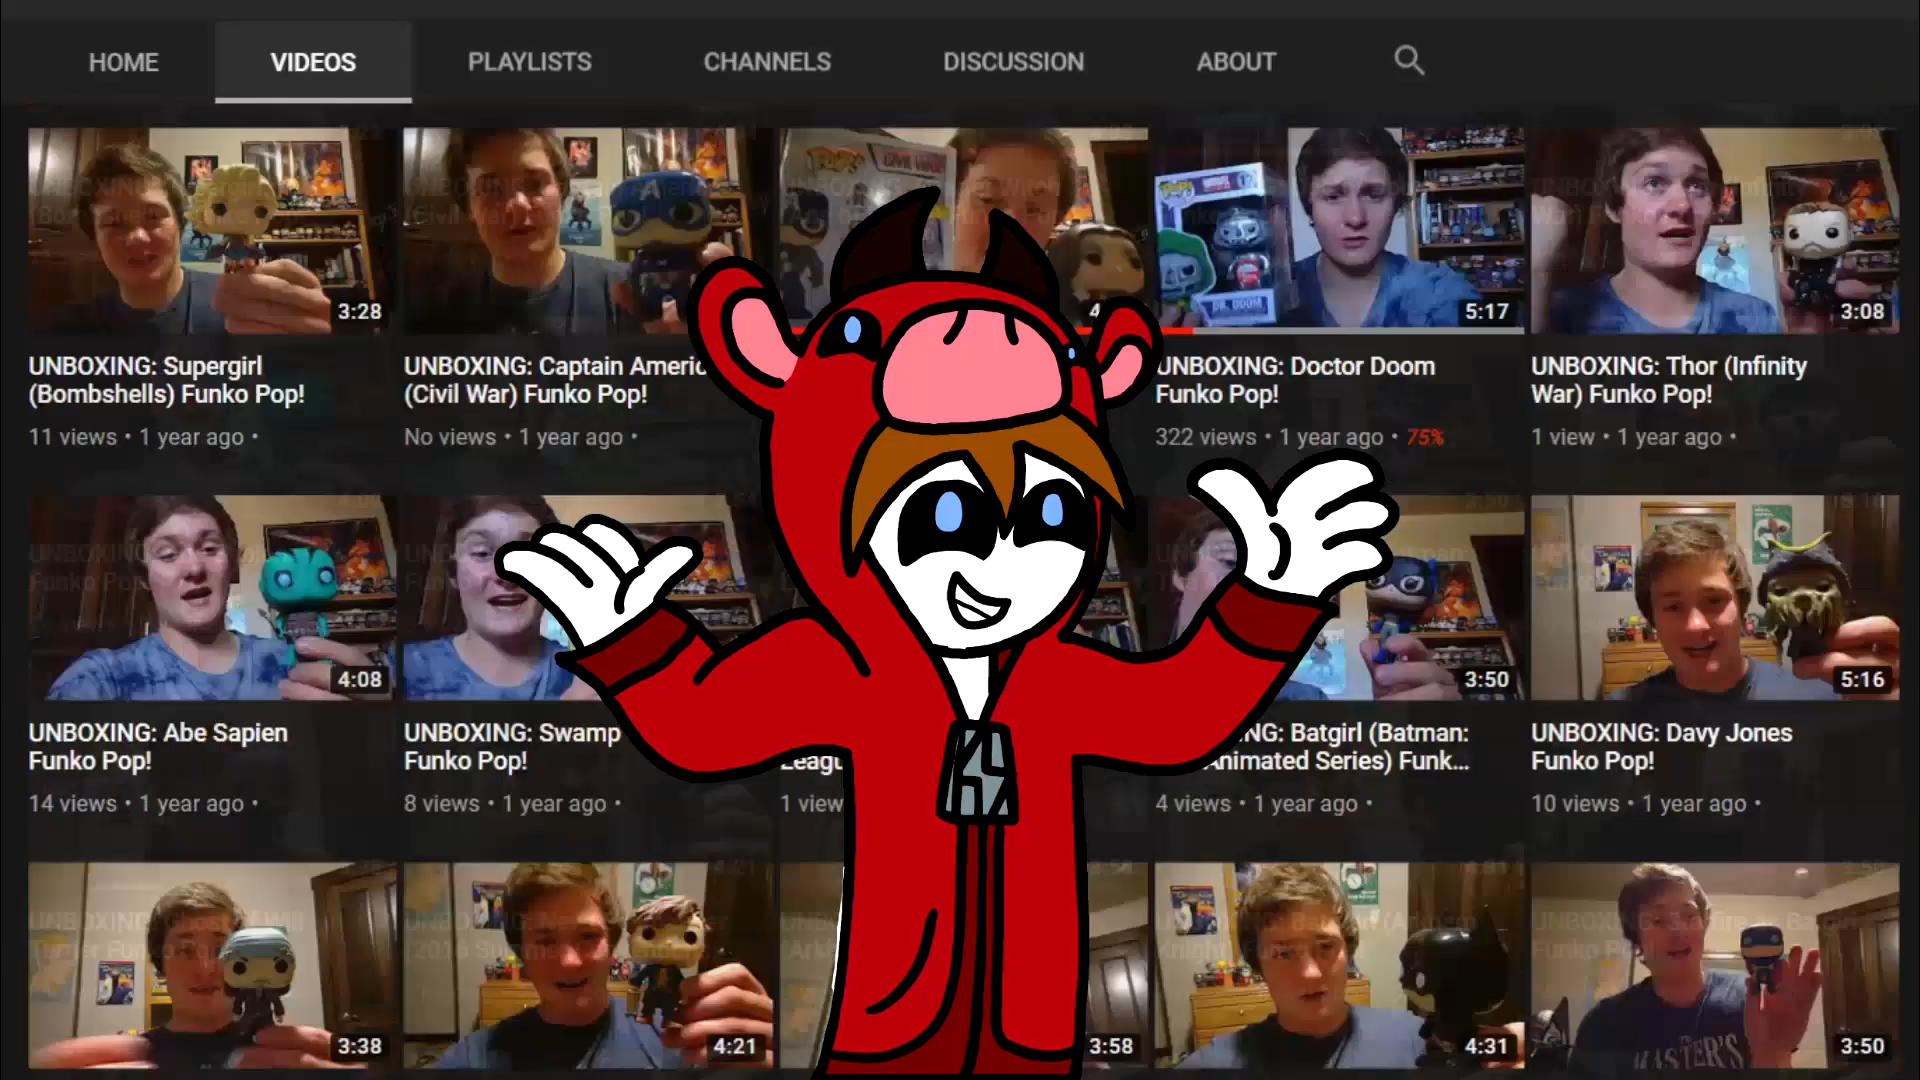 HOME VIDEOS PLAYLISTS CHANNELS DISCUSSION ABOUT
3:28
4
5:17
3:08
UNBOXING: Supergirl
(Bombshells) Funko Pop!
11 views • 1 year ago •
UNBOXING: Captain Americ
(Civil War) Funko Pop!
No views • 1 year ago •
UNBOXING: Doctor Doom
Funko Pop!
322 views • 1 year ago • 75%
UNBOXING: Thor (Infinity
War) Funko Pop!
1 view • 1 year ago •
DR. DOOM
4:08
3:50
5:16
UNBOXING: Abe Sapien
Funko Pop!
14 views • 1 year ago •
UNBOXING: Swamp
Funko Pop!
8 views • 1 year ago •
Leagu
1 view
NG: Batgirl (Batman:
Animated Series) Funk...
4 views • 1 year ago •
UNBOXING: Davy Jones
Funko Pop!
10 views • 1 year ago •
3:38
4:21
3:58
4:31
3:50
MASTER'S